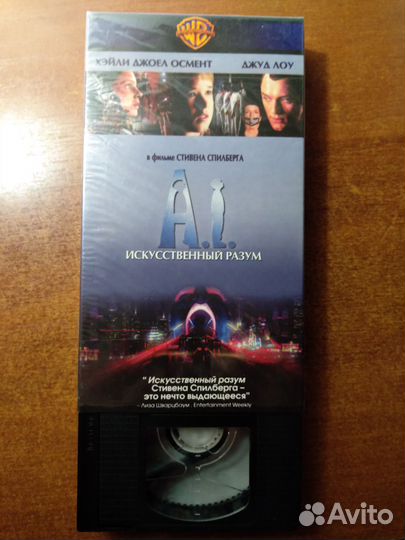 WB
ХЭЙЛИ ДЖОЕЛ ОСМЕНТ ДЖУД ЛОУ
в фильме СТИВЕНА СПИЛБЕРГА
A.I.
ИСКУССТВЕННЫЙ РАЗУМ
" Искусственный разум
Стивена Спилберга –
это нечто выдающееся"
- Лиза Шварцбаум, Entertainment Weekly
Avito